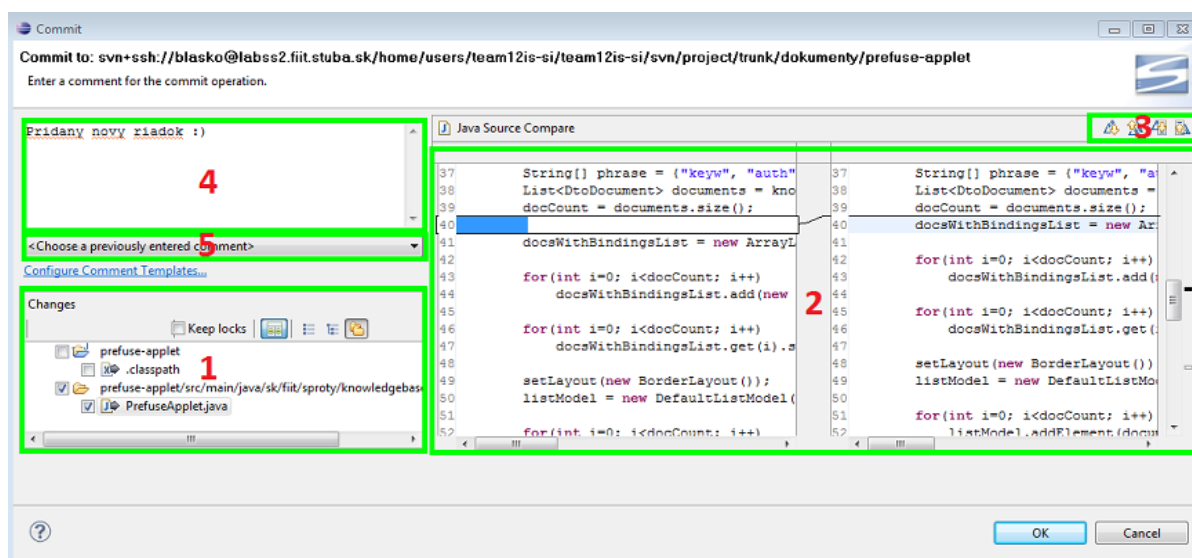 Commit
Commit to: svn+ssh://blasko@labss2.fiit.stuba.sk/home/users/team12is-si/team12is-si/svn/project/trunk/dokumenty/prefuse-applet
Enter a comment for the commit operation.
Pridany novy riadok :)
4
5
<Choose a previously entered comment>
Configure Comment Templates...
Changes
Keep locks
1
prefuse-applet
.classpath
prefuse-applet/src/main/java/sk/fiit/sproty/knowledgebase
PrefuseApplet.java
Java Source Compare
3
2
37 String[] phrase = {"keyw", "auth"
38 List<DtoDocument> documents = kno
39 docCount = documents.size();
40
41 docsWithBindingsList = new ArrayL
42
43 for(int i=0; i<docCount; i++)
44 docsWithBindingsList.add(new
45
46 for(int i=0; i<docCount; i++)
47 docsWithBindingsList.get(i).s
48
49 setLayout(new BorderLayout());
50 listModel = new DefaultListModel(
51
52 for(int i=0; i<docCount; i++)
37 String[] phrase = {"keyw", "a
38 List<DtoDocument> documents =
39 docCount = documents.size();
40 docsWithBindingsList = new Ar
41
42 for(int i=0; i<docCount; i++)
43 docsWithBindingsList.add(
44
45 for(int i=0; i<docCount; i++)
46 docsWithBindingsList.get(
47
48 setLayout(new BorderLayout())
49 listModel = new DefaultListMo
50
51 for(int i=0; i<docCount; i++)
52 listModel.addElement(docu
OK
Cancel